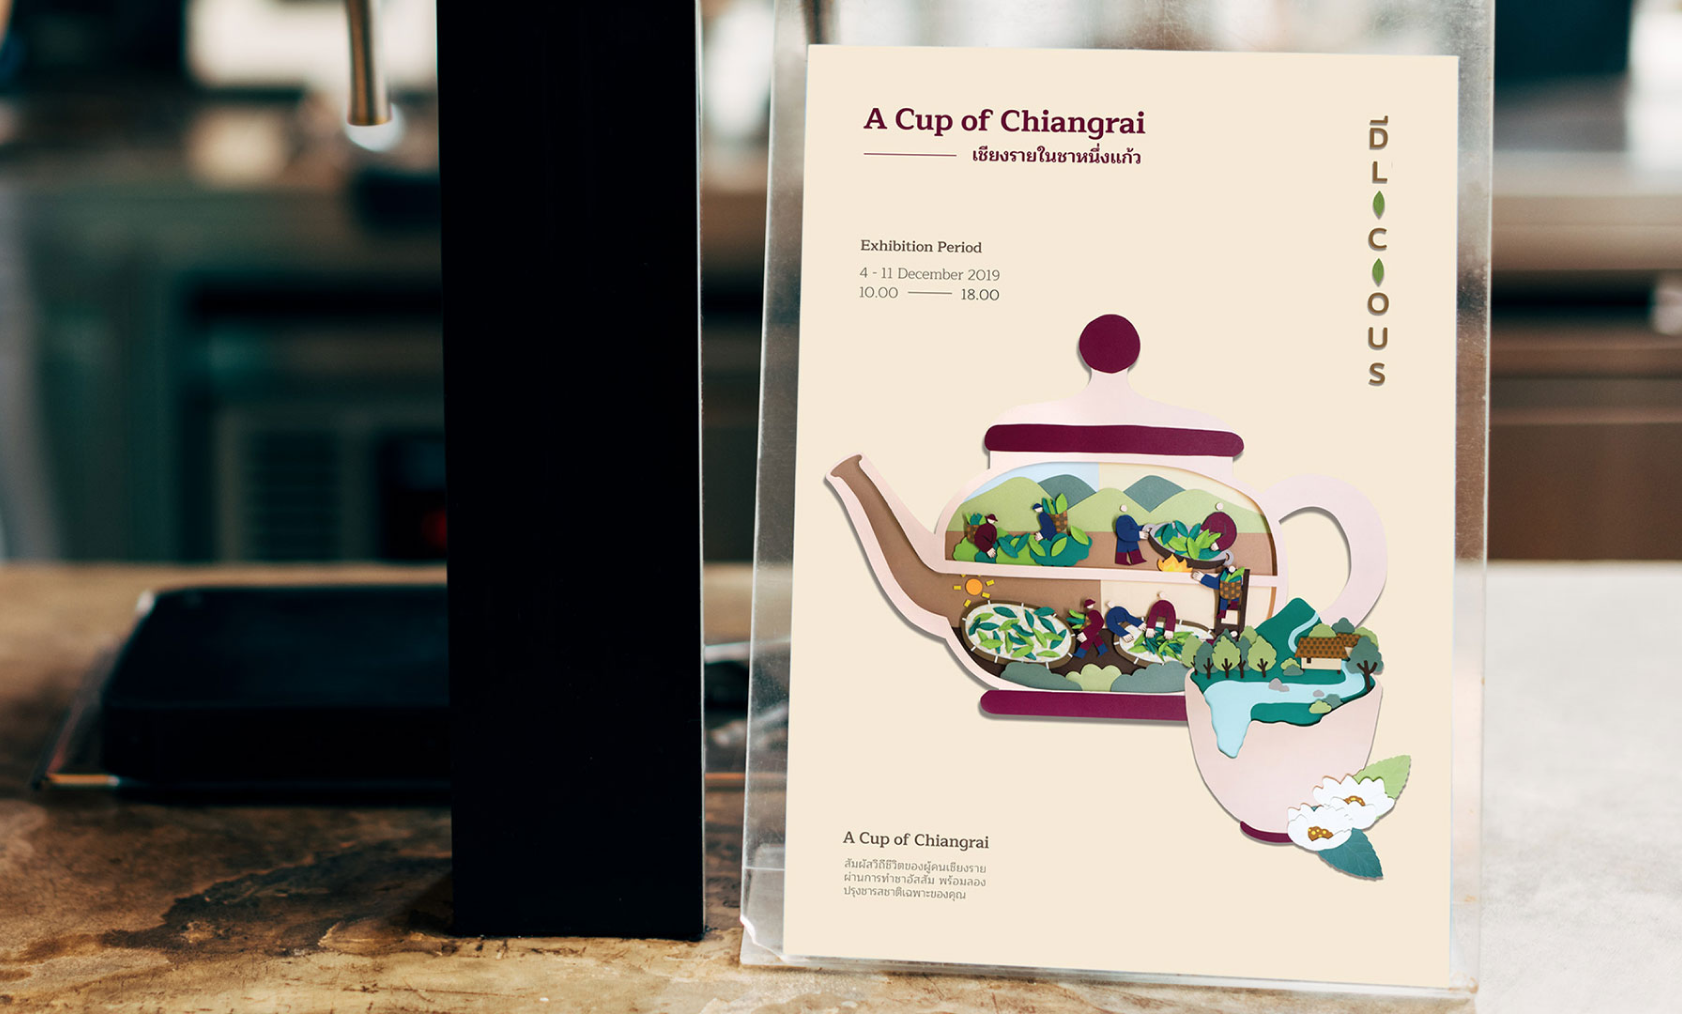 A Cup of Chiangrai
เชียงรายในชาหนึ่งแก้ว
Exhibition Period
4 - 11 December 2019
10.00 —— 18.00
DLICIOUS
A Cup of Chiangrai
สัมผัสวิถีชีวิตของผู้คนเชียงราย
ผ่านการทำชาอัสสัม พร้อมลอง
ปรุงชารสชาติเฉพาะของคุณ